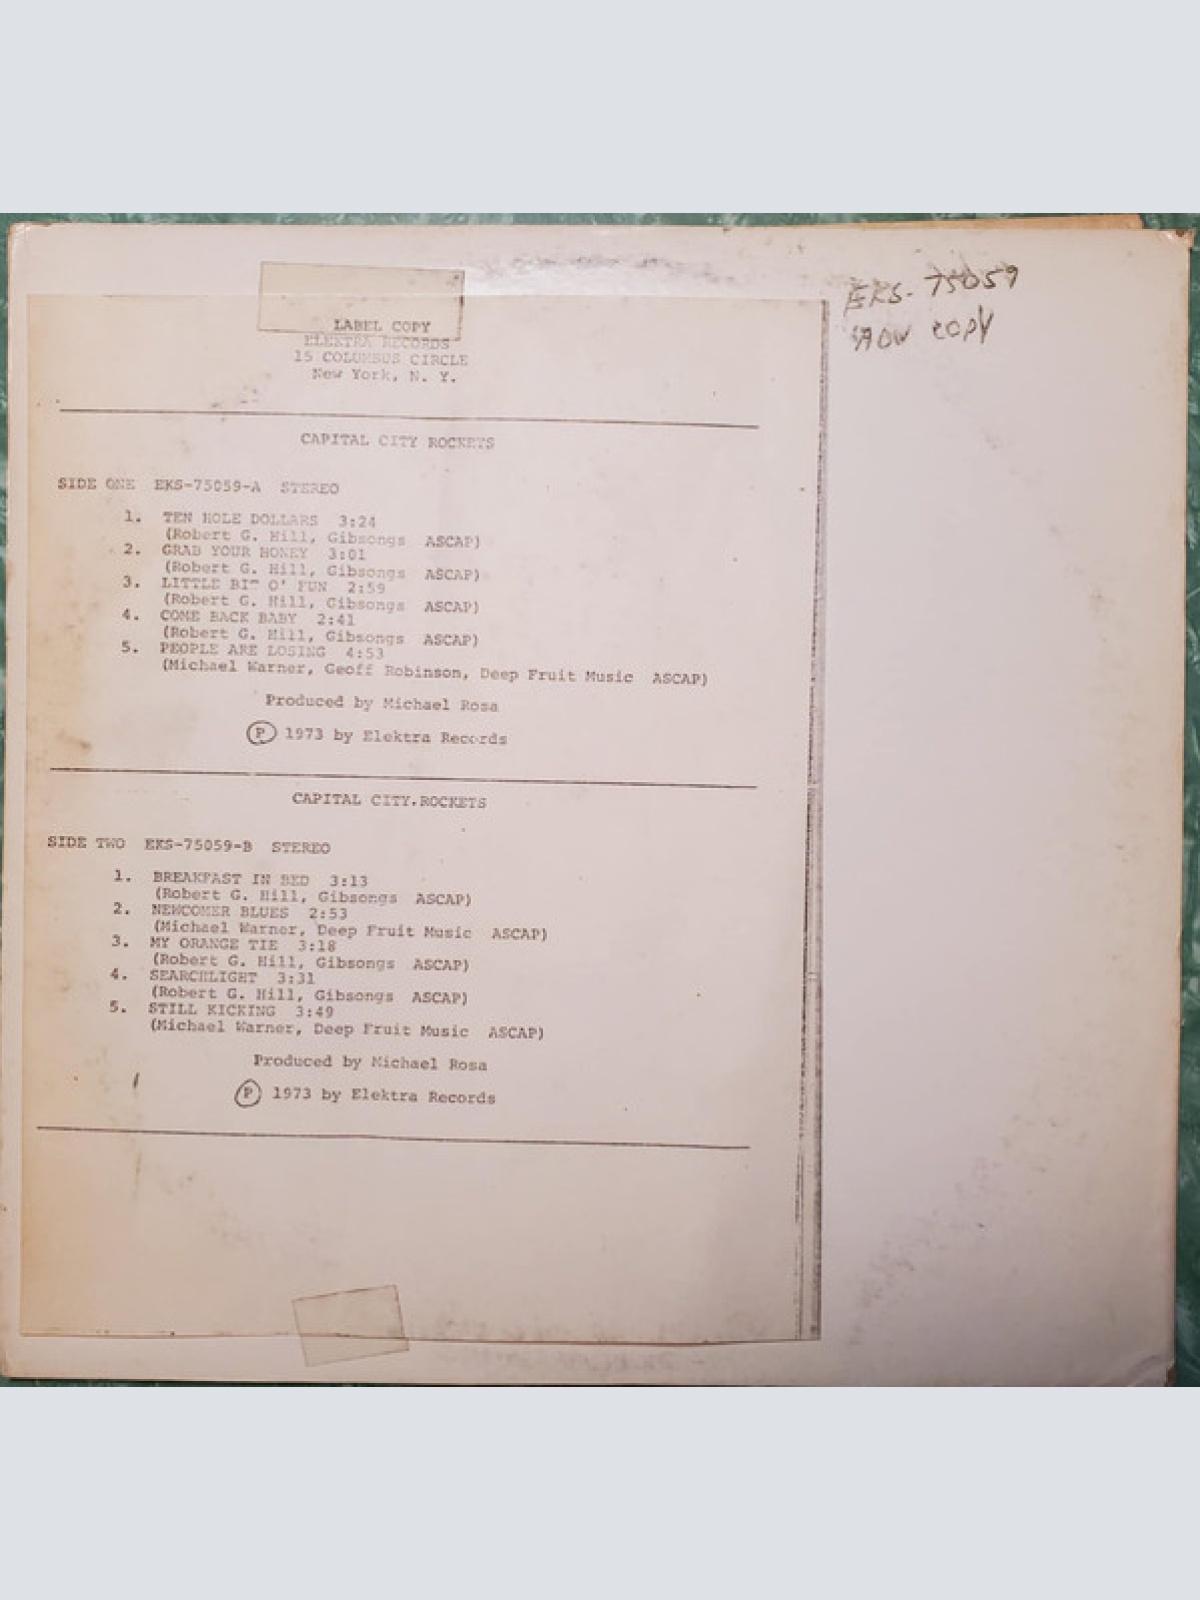 EKS-75059
COPY
LABEL COPY
ELEKTRA RECORDS
15 COLUMBUS CIRCLE
New York, N. Y.
CAPITAL CITY ROCKETS
SIDE ONE EKS-75059-A STEREO
1. TEN HOLE DOLLARS 3:24
(Robert G. Hill, Gibsongs ASCAP)
2. GRAB YOUR HONEY 3:01
(Robert G. Hill, Gibsongs ASCAP)
3. LITTLE BIT O' FUN 2:59
(Robert G. Hill, Gibsongs ASCAP)
4. COME BACK BABY 2:41
(Robert G. Hill, Gibsongs ASCAP)
5. PEOPLE ARE LOSING 4:53
(Michael Warner, Geoff Robinson, Deep Fruit Music ASCAP)
Produced by Michael Rosa
Ⓟ 1973 by Elektra Records
CAPITAL CITY.ROCKETS
SIDE TWO EKS-75059-B STEREO
1. BREAKFAST IN BED 3:13
(Robert G. Hill, Gibsongs ASCAP)
2. NEWCOMER BLUES 2:53
(Michael Warner, Deep Fruit Music ASCAP)
3. MY ORANGE TIE 3:18
(Robert G. Hill, Gibsongs ASCAP)
4. SEARCHLIGHT 3:31
(Robert G. Hill, Gibsongs ASCAP)
5. STILL KICKING 3:49
(Michael Warner, Deep Fruit Music ASCAP)
Produced by Michael Rosa
Ⓟ 1973 by Elektra Records